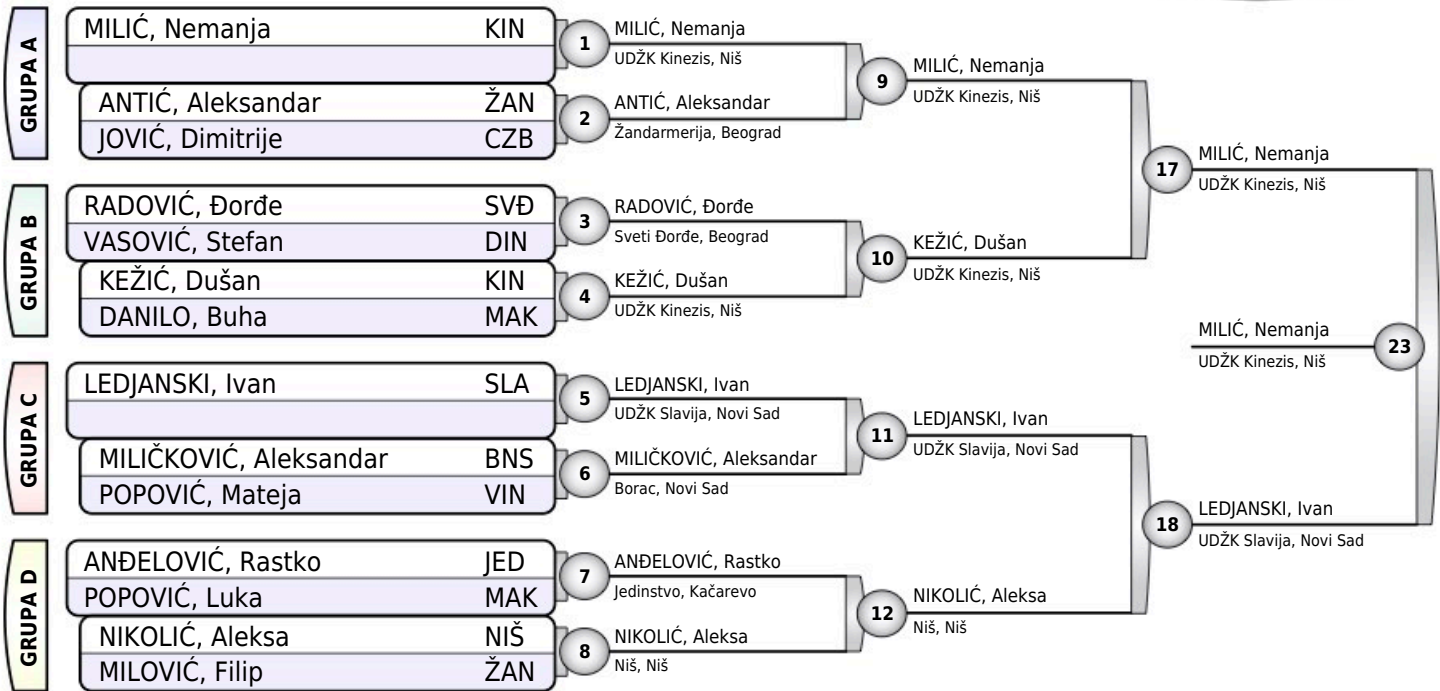 GRUPA A
MILIĆ, Nemanja KIN
ANTIĆ, Aleksandar ŽAN
JOVIĆ, Dimitrije CZB
GRUPA B
RADOVIĆ, Đorđe SVĐ
VASOVIĆ, Stefan DIN
KEŽIĆ, Dušan KIN
DANILO, Buha MAK
GRUPA C
LEDJANSKI, Ivan SLA
MILIČKOVIĆ, Aleksandar BNS
POPOVIĆ, Mateja VIN
GRUPA D
ANĐELOVIĆ, Rastko JED
POPOVIĆ, Luka MAK
NIKOLIĆ, Aleksa NIŠ
MILOVIĆ, Filip ŽAN
1
MILIĆ, Nemanja
UDŽK Kinezis, Niš
2
ANTIĆ, Aleksandar
Žandarmerija, Beograd
3
RADOVIĆ, Đorđe
Sveti Đorđe, Beograd
4
KEŽIĆ, Dušan
UDŽK Kinezis, Niš
5
LEDJANSKI, Ivan
UDŽK Slavija, Novi Sad
6
MILIČKOVIĆ, Aleksandar
Borac, Novi Sad
7
ANĐELOVIĆ, Rastko
Jedinstvo, Kačarevo
8
NIKOLIĆ, Aleksa
Niš, Niš
9
MILIĆ, Nemanja
UDŽK Kinezis, Niš
10
KEŽIĆ, Dušan
UDŽK Kinezis, Niš
11
LEDJANSKI, Ivan
UDŽK Slavija, Novi Sad
12
NIKOLIĆ, Aleksa
Niš, Niš
17
MILIĆ, Nemanja
UDŽK Kinezis, Niš
18
LEDJANSKI, Ivan
UDŽK Slavija, Novi Sad
MILIĆ, Nemanja
UDŽK Kinezis, Niš
23